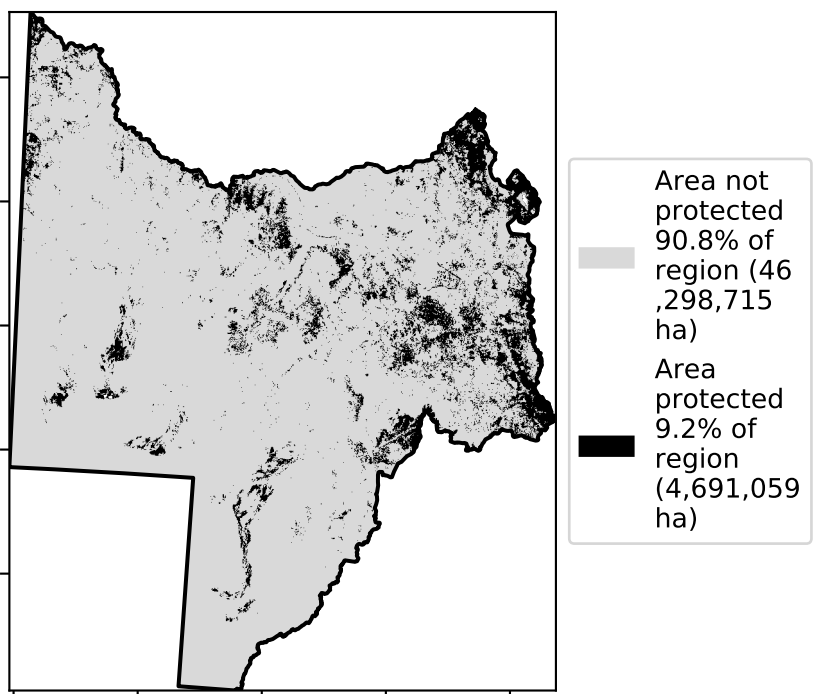 Area not
protected
90.8% of
region (46
,298,715
ha)
Area
protected
9.2% of
region
(4,691,059
ha)